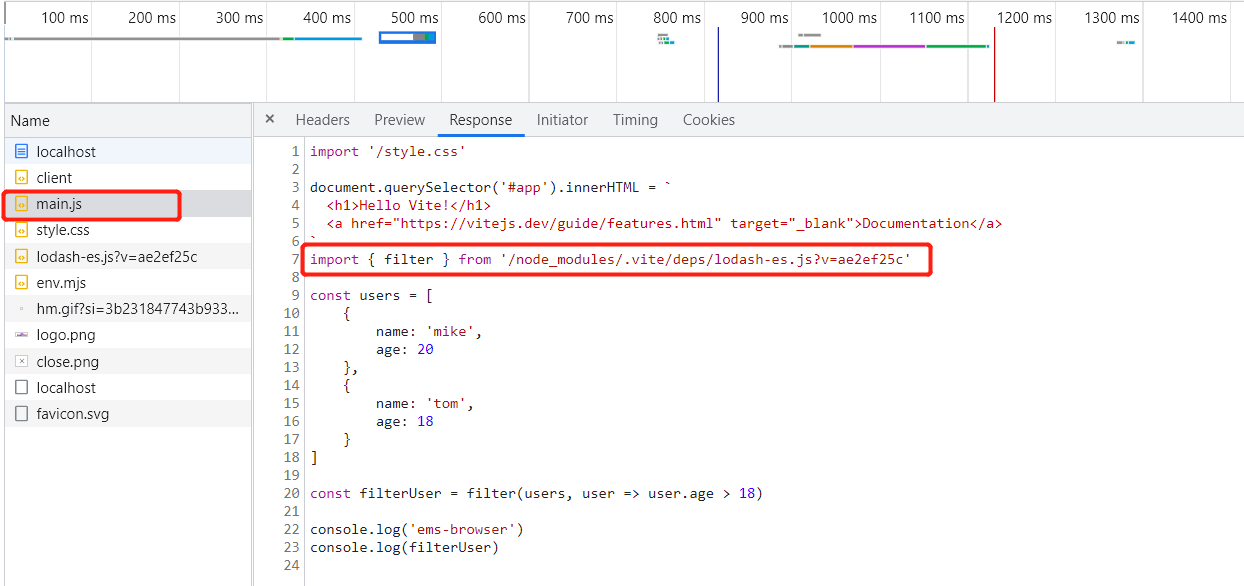 100 ms 200 ms 300 ms 400 ms 500 ms 600 ms 700 ms 800 ms 900 ms 1000 ms 1100 ms 1200 ms 1300 ms 1400 ms
Name
× Headers Preview Response Initiator Timing Cookies
localhost
client
main.js
style.css
lodash-es.js?v=ae2ef25c
env.mjs
hm.gif?si=3b231847743b933...
logo.png
close.png
localhost
favicon.svg
1 import '/style.css'
2
3 document.querySelector('#app').innerHTML = `
4 <h1>Hello Vite!</h1>
5 <a href="https://vitejs.dev/guide/features.html" target="_blank">Documentation</a>
6 `
7 import { filter } from '/node_modules/.vite/deps/lodash-es.js?v=ae2ef25c'
8
9 const users = [
10 {
11 name: 'mike',
12 age: 20
13 },
14 {
15 name: 'tom',
16 age: 18
17 }
18 ]
19
20 const filterUser = filter(users, user => user.age > 18)
21
22 console.log('ems-browser')
23 console.log(filterUser)
24